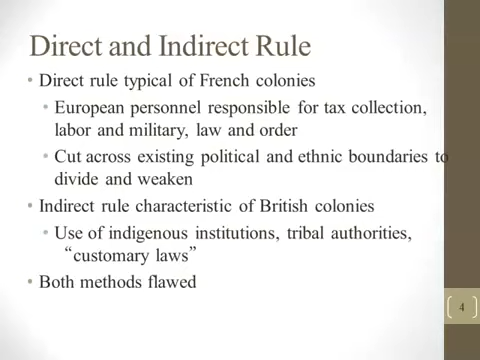 Direct and Indirect Rule
• Direct rule typical of French colonies
• European personnel responsible for tax collection,
labor and military, law and order
• Cut across existing political and ethnic boundaries to
divide and weaken
• Indirect rule characteristic of British colonies
• Use of indigenous institutions, tribal authorities,
“customary laws”
• Both methods flawed
4